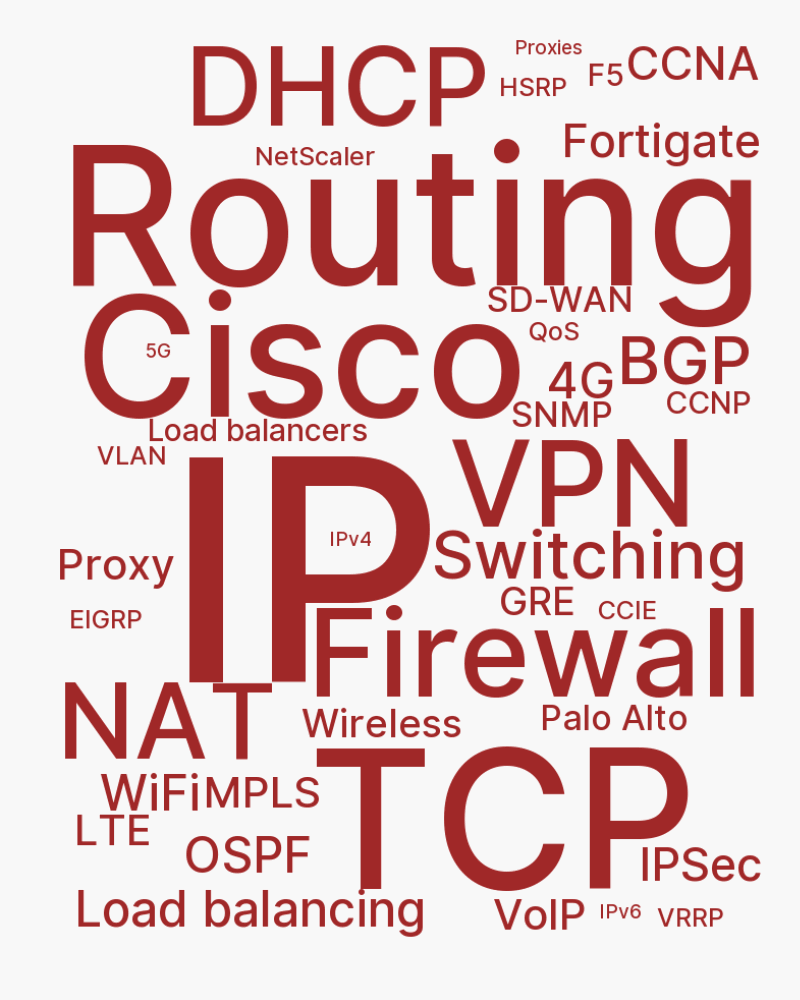 Proxies
DHCP
HSRP
F5
CCNA
Fortigate
NetScaler
Routing
SD-WAN
Cisco
QoS
5G
4G
BGP
SNMP
CCNP
Load balancers
VLAN
VPN
IP
IPv4
Switching
Proxy
GRE
CCIE
EIGRP
Firewall
NAT
Wireless
Palo Alto
WiFi
MPLS
TCP
LTE
OSPF
IPSec
Load balancing
VoIP
IPv6
VRRP